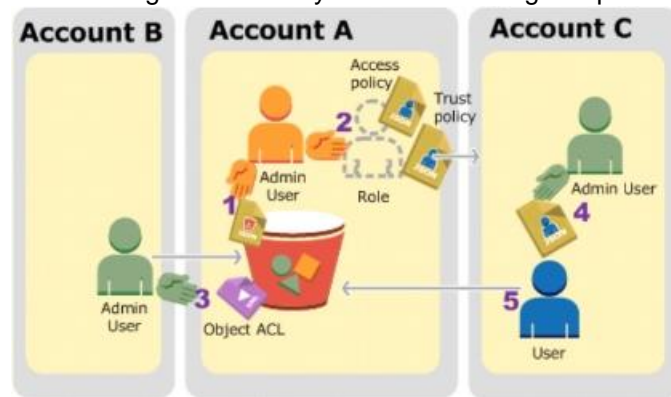 Account B
Account A
Account C
Access
policy
Trust
policy
2
Admin
User
Role
Admin User
1
4
3
Admin
User
Object ACL
5
User